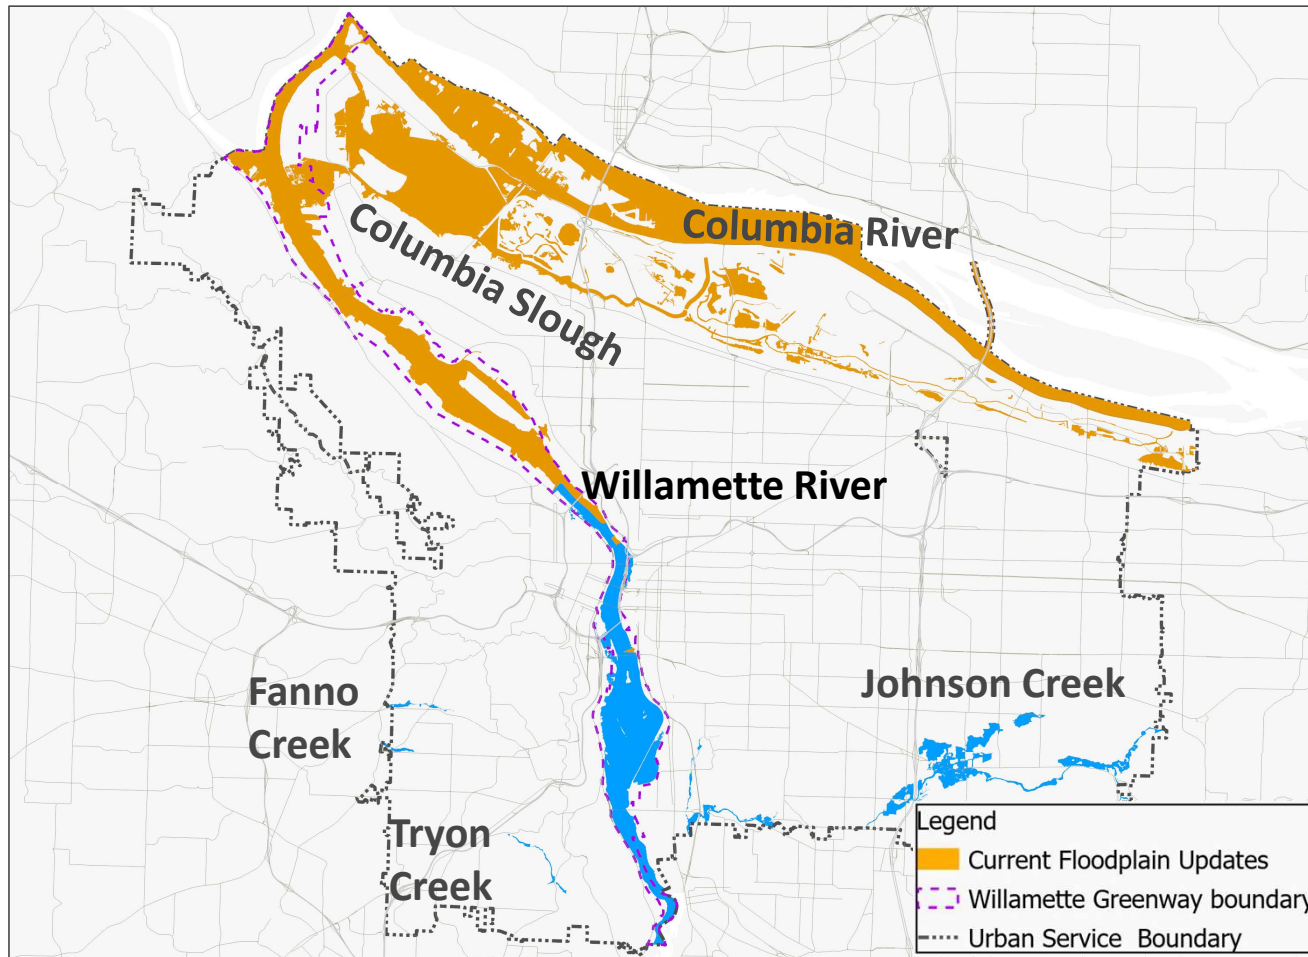 Columbia River
Columbia Slough
Willamette River
Fanno
Creek
Johnson Creek
Tryon
Creek
Legend
Current Floodplain Updates
Willamette Greenway boundary
Urban Service Boundary